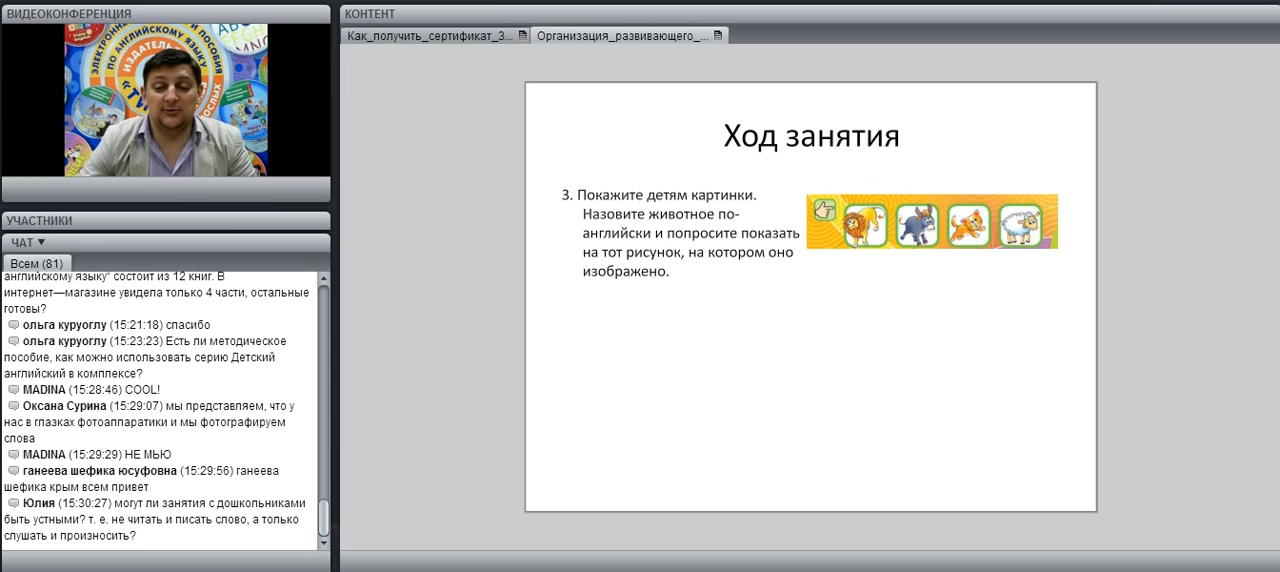 ВИДЕОКОНФЕРЕНЦИЯ
ЭЛЕКТРОННЫЕ
ПОСОБИЯ
ПО АНГЛИЙСКОМУ ЯЗЫКУ
ИЗДАТЕЛЬ
УЧАСТНИКИ
ЧАТ ▼
Всем (81)
английскому языку" состоит из 12 книг. В
интернет—магазине увидела только 4 части, остальные
готовы?
ольга куруоглу (15:21:18) спасибо
ольга куруоглу (15:23:23) Есть ли методическое
пособие, как можно использовать серию Детский
английский в комплексе?
MADINA (15:28:46) COOL!
Оксана Сурина (15:29:07) мы представляем, что у
нас в глазках фотоаппаратики и мы фотографируем
слова
MADINA (15:29:29) НЕ МЬЮ
ганеева шефика юсуфовна (15:29:56) ганеева
шефика крым всем привет
Юлия (15:30:27) могут ли занятия с дошкольниками
быть устными? т. е. не читать и писать слово, а только
слушать и произносить?
КОНТЕНТ
Как_получить_сертификат_3...
Организация_развивающего_...
Ход занятия
3. Покажите детям картинки.
Назовите животное по-
английски и попросите показать
на тот рисунок, на котором оно
изображено.